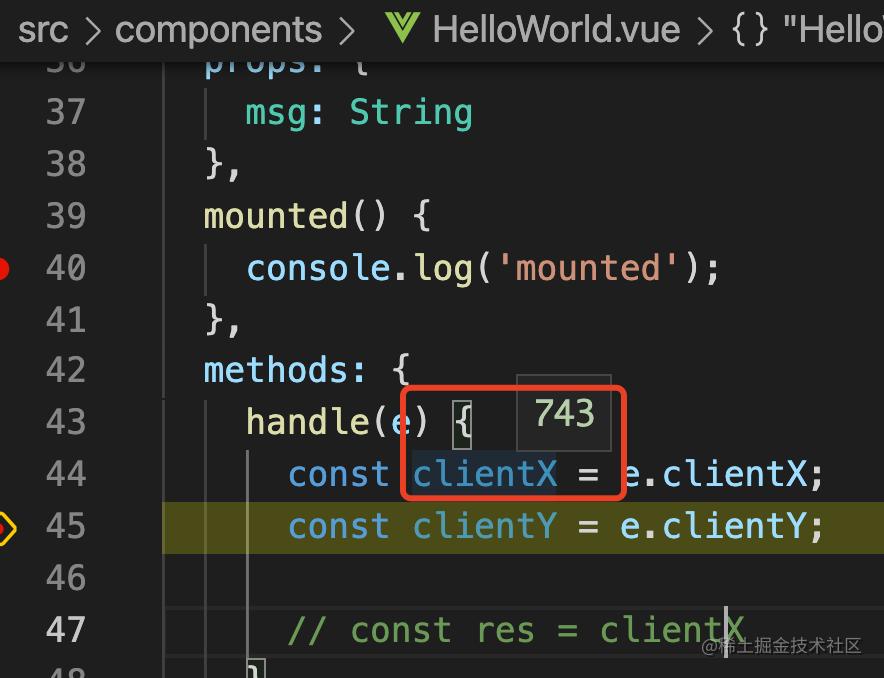 src > components > HelloWorld.vue > {} "Hello
36 props: {
37 msg: String
38 },
39 mounted() {
40 console.log('mounted');
41 },
42 methods: {
43 handle(e) {
743
44 const clientX = e.clientX;
45 const clientY = e.clientY;
46
47 // const res = clientX
48 }
@稀土掘金技术社区